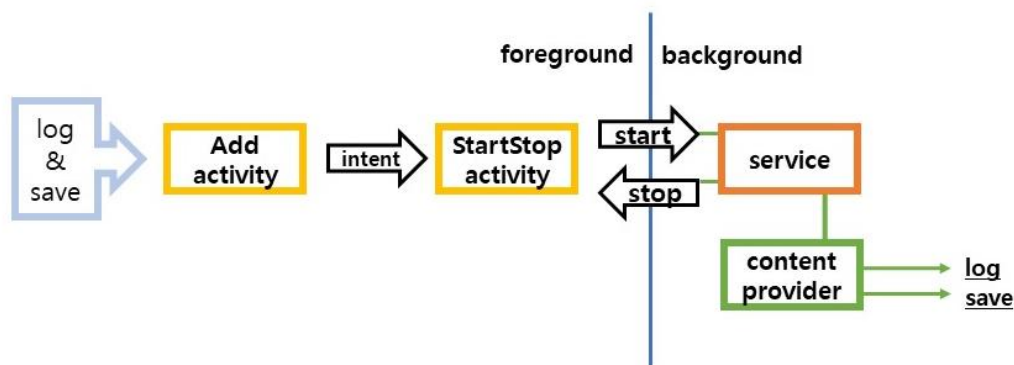 foreground
background
log
&
save
Add
activity
intent
StartStop
activity
start
stop
service
content
provider
log
save